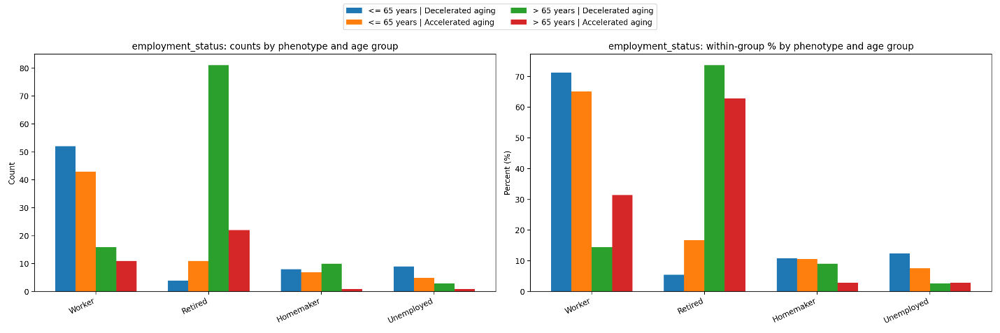 <= 65 years | Decelerated aging
<= 65 years | Accelerated aging
> 65 years | Decelerated aging
> 65 years | Accelerated aging
employment_status: counts by phenotype and age group
Count
80
70
60
50
40
30
20
10
0
Worker
Retired
Homemaker
Unemployed
employment_status: within-group % by phenotype and age group
Percent (%)
70
60
50
40
30
20
10
0
Worker
Retired
Homemaker
Unemployed